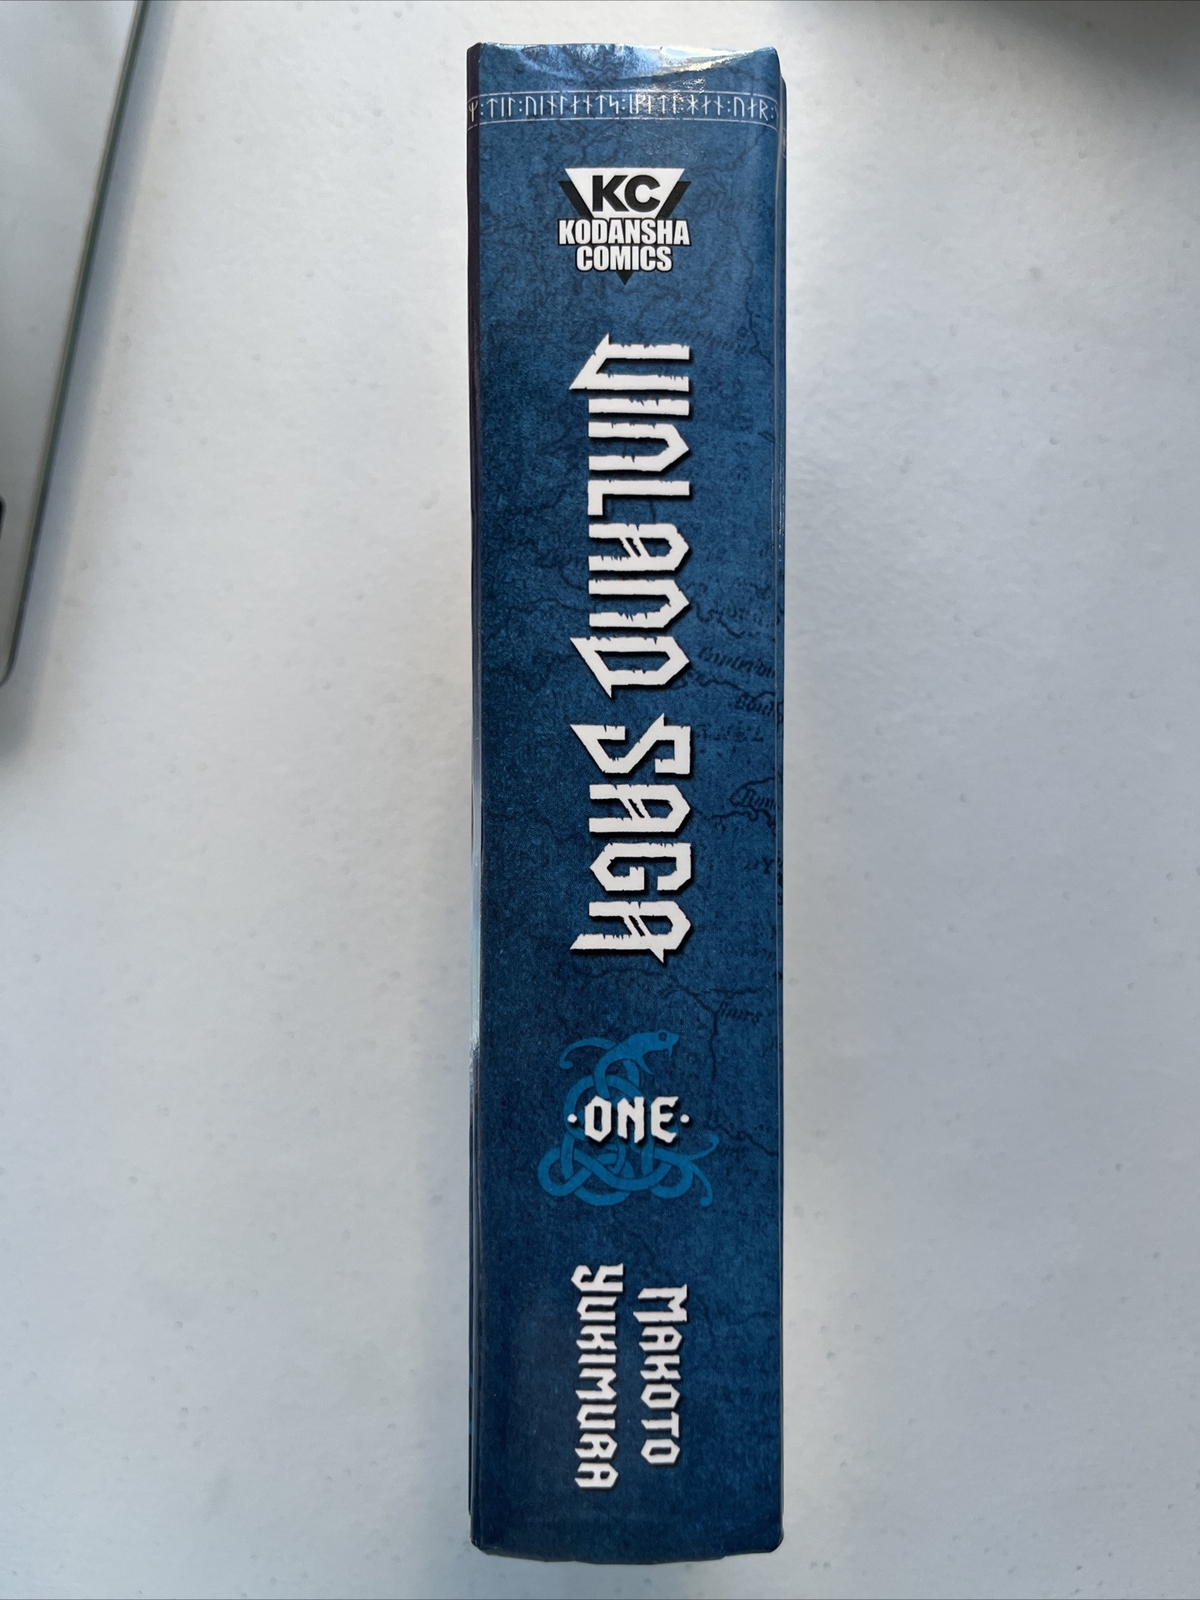 KC
KODANSHA
COMICS
VINLAND SAGA
·ONE·
MAKOTO
YUKIMURA